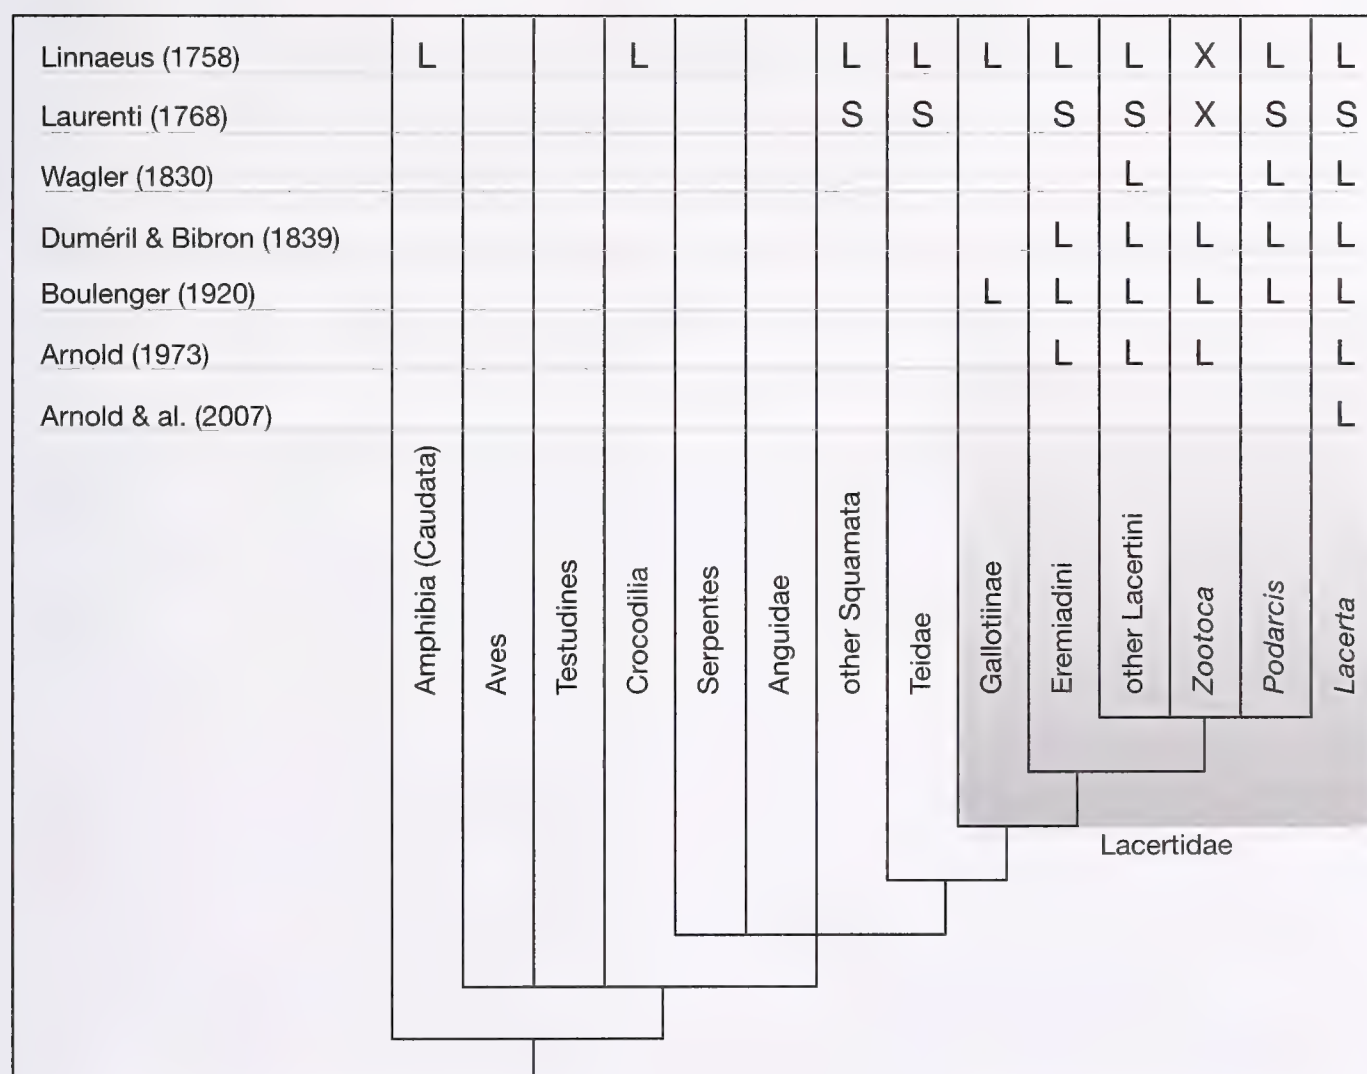 Linnaeus (1758) L L L L L L L X L L
Laurenti (1768) S S S S X S S
Wagler (1830) L L L
Duméril & Bibron (1839) L L L L L
Boulenger (1920) L L L L L L
Arnold (1973) L L L L
Arnold & al. (2007) L
Amphibia (Caudata)
Aves
Testudines
Crocodilia
Serpentes
Anguidae
other Squamata
Teidae
Gallotiinae
Eremiadini
other Lacertini
Zootoca
Podarcis
Lacerta
Lacertidae